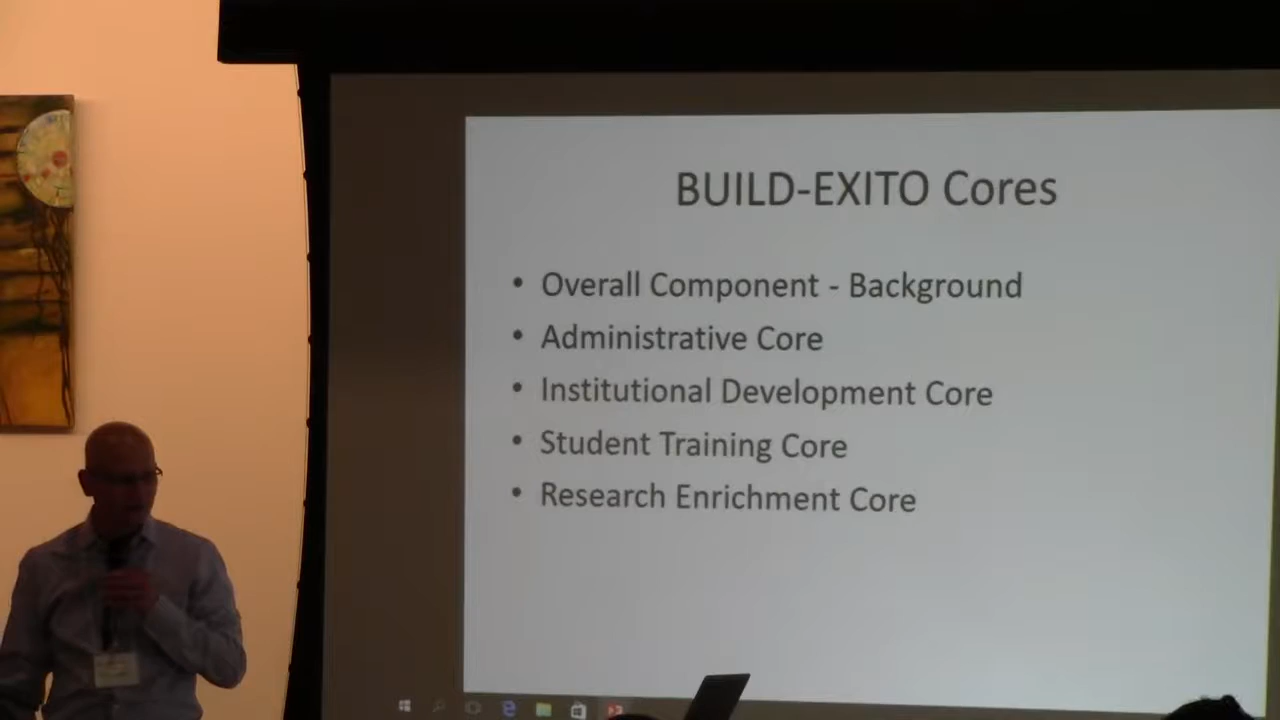 BUILD-EXITO Cores
• Overall Component - Background
• Administrative Core
• Institutional Development Core
• Student Training Core
• Research Enrichment Core